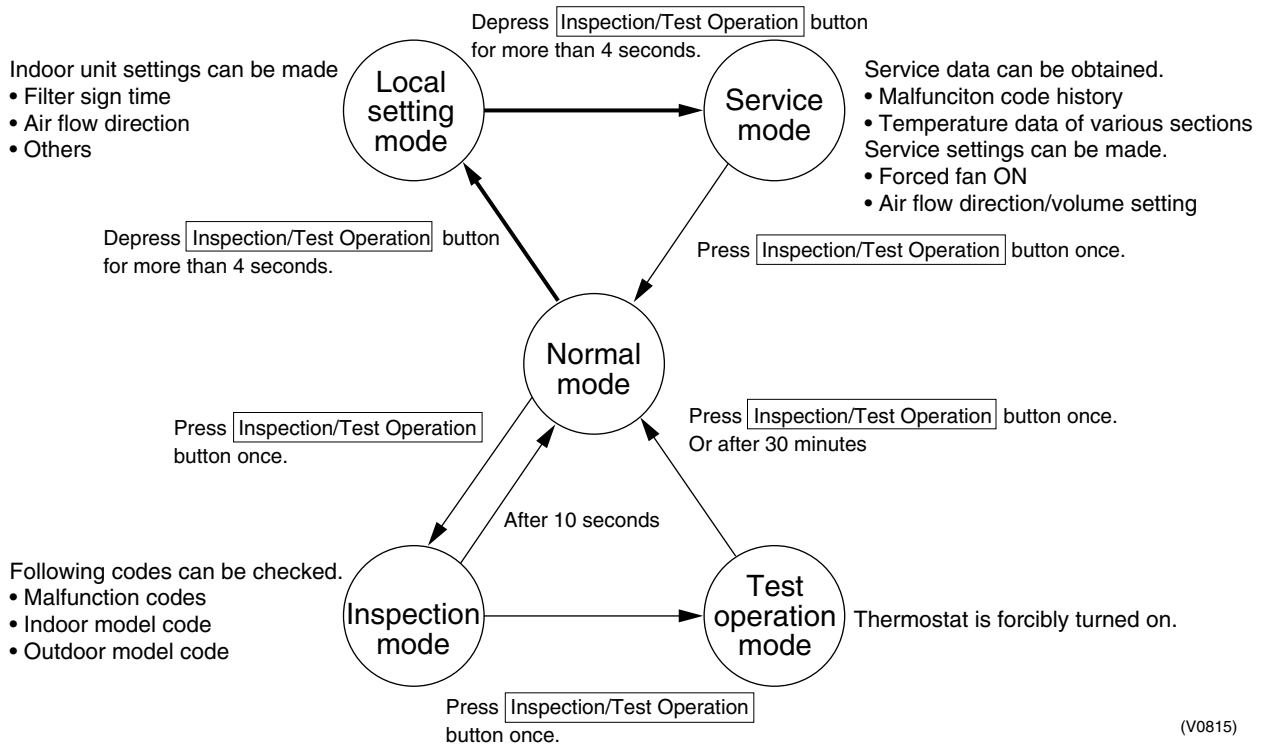 Depress Inspection/Test Operation button
for more than 4 seconds.
Indoor unit settings can be made
• Filter sign time
• Air flow direction
• Others
Local
setting
mode
Service
mode
Service data can be obtained.
• Malfunciton code history
• Temperature data of various sections
Service settings can be made.
• Forced fan ON
• Air flow direction/volume setting
Depress Inspection/Test Operation button
for more than 4 seconds.
Press Inspection/Test Operation button once.
Normal
mode
Press Inspection/Test Operation
button once.
Press Inspection/Test Operation button once.
Or after 30 minutes
After 10 seconds
Following codes can be checked.
• Malfunction codes
• Indoor model code
• Outdoor model code
Inspection
mode
Test
operation
mode
Thermostat is forcibly turned on.
Press Inspection/Test Operation
button once.
(V0815)